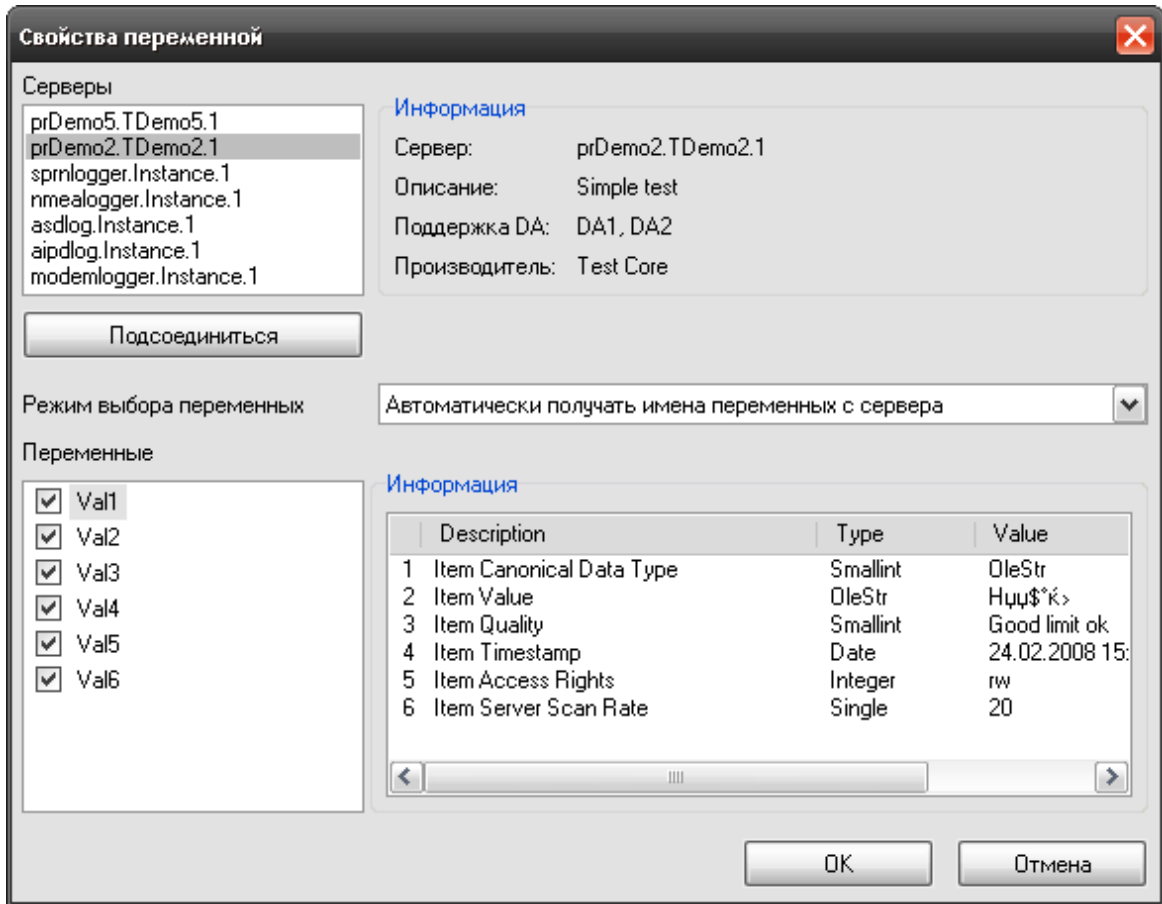 Свойства переменной
Серверы
prDemo5.TDemo5.1
prDemo2.TDemo2.1
sprnlogger.Instance.1
nmealogger.Instance.1
asdlog.Instance.1
aipdlog.Instance.1
modemlogger.Instance.1
Информация
Сервер: prDemo2.TDemo2.1
Описание: Simple test
Поддержка DA: DA1, DA2
Производитель: Test Core
Подсоединиться
Режим выбора переменных Автоматически получать имена переменных с сервера
Переменные
Val1
Val2
Val3
Val4
Val5
Val6
Информация
Description Type Value
1 Item Canonical Data Type Smallint OleStr
2 Item Value OleStr Нџџ$°ќ›
3 Item Quality Smallint Good limit ok
4 Item Timestamp Date 24.02.2008 15:
5 Item Access Rights Integer rw
6 Item Server Scan Rate Single 20
OK Отмена